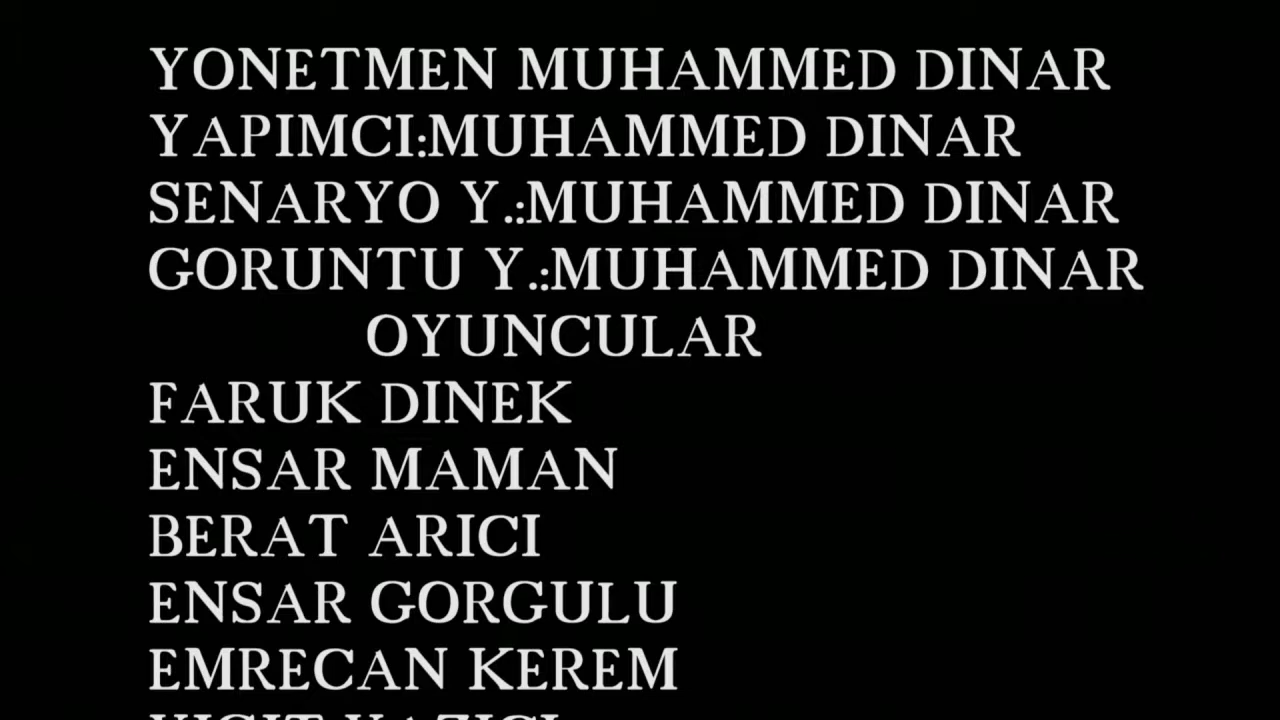 YONETMEN MUHAMMED DINAR
YAPIMCI:MUHAMMED DINAR
SENARYO Y.:MUHAMMED DINAR
GORUNTU Y.:MUHAMMED DINAR
OYUNCULAR
FARUK DINEK
ENSAR MAMAN
BERAT ARICI
ENSAR GORGULU
EMRECAN KEREM